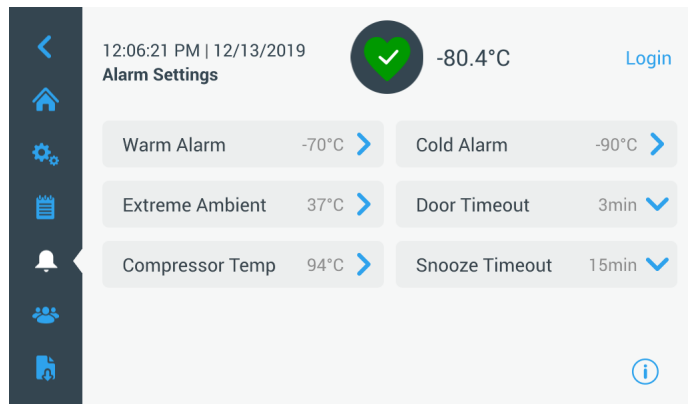 12:06:21 PM | 12/13/2019
Alarm Settings
-80.4°C
Login
Warm Alarm -70°C
Cold Alarm -90°C
Extreme Ambient 37°C
Door Timeout 3min
Compressor Temp 94°C
Snooze Timeout 15min
i